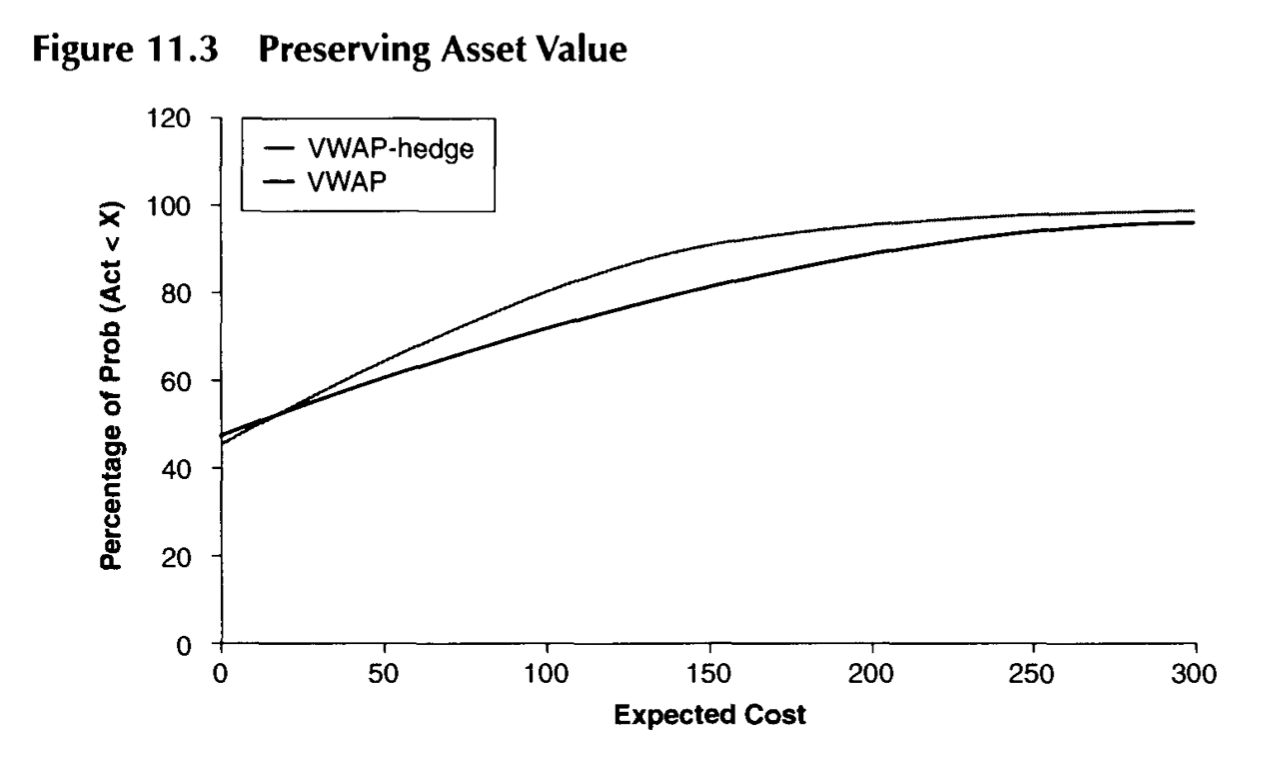 Figure 11.3 Preserving Asset Value
120
100
80
60
40
20
0
Percentage of Prob (Act < X)
VWAP-hedge
VWAP
0 50 100 150 200 250 300
Expected Cost